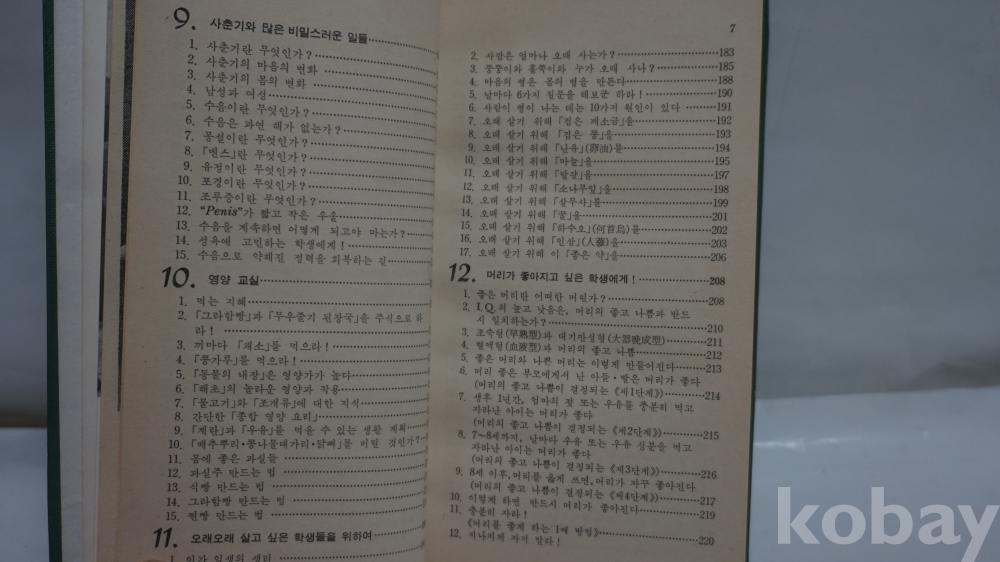 9. 사춘기와 많은 비밀스러운 일들
1. 사춘기란 무엇인가?
2. 사춘기의 마음의 변화
3. 사춘기의 몸의 변화
4. 남성과 여성
5. 수음이란 무엇인가?
6. 수음은 과연 해가 없는가?
7. 몽설이란 무엇인가?
8. 「멘스」란 무엇인가?
9. 유정이란 무엇인가?
10. 포경이란 무엇인가?
11. 조루증이란 무엇인가?
12. "Penis"가 짧고 작은 우울
13. 수음을 계속하면 어떻게 되고야 마는가?
14. 성욕에 고민하는 학생에게!
15. 수음으로 약해진 정력을 회복하는 길
10. 영양 교실
1. 먹는 지혜
2. 「그라함빵」과 「무우줄기 된장국」을 주식으로 하
라!
3. 끼마다 「채소」를 먹으라!
4. 「콩가루」를 먹으라!
5. 「동물의 내장」은 영양가가 높다
6. 「해초」의 놀라운 영양과 작용
7. 「물고기」와 「조개류」에 대한 지식
8. 간단한 「종합 영양 요리」
9. 「계란」과 「우유」를 먹을 수 있는 생활 계획
10. 「배추뿌리·콩나물대가리·닭뼈」를 버릴 것인가?
11. 몸에 좋은 과실들
12. 과실주 만드는 법
13. 식빵 만드는 법
14. 그라함빵 만드는 법
15. 건빵 만드는 법
11. 오래오래 살고 싶은 학생들을 위하여
1. 인간 일생의 생리
7
2. 사람은 얼마나 오래 사는가? 183
3. 뚱뚱이와 홀쭉이와 누가 오래 사나? 185
4. 마음의 병은 몸의 병을 만든다 188
5. 날마다 6가지 질문을 해보군 하라! 190
6. 사람이 병이 나는 데는 10가지 원인이 있다 191
7. 오래 살기 위해 「검은 깨소금」을 192
8. 오래 살기 위해 「검은 콩」을 193
9. 오래 살기 위해 「난유」(卵油)를 194
10. 오래 살기 위해 「마늘」을 195
11. 오래 살기 위해 「달걀」을 197
12. 오래 살기 위해 「소나무잎」을 198
13. 오래 살기 위해 「살무사」를 199
14. 오래 살기 위해 「꿀」을 201
15. 오래 살기 위해 「하수오」(何首烏)를 202
16. 오래 살기 위해 「인삼」(人蔘)을 203
17. 오래 살기 위해 이 「좋은 약」을 206
12. 머리가 좋아지고 싶은 학생에게! 208
1. 좋은 머리란 어떠한 머린가? 208
2. I.Q.의 높고 낮음은, 머리의 좋고 나쁨과 반드
시 일치하는가? 210
3. 조숙형(早熟型)과 대기만성형(大器晩成型) 211
4. 혈액형(血液型)과 머리의 좋고 나쁨 212
5. 좋은 머리와 나쁜 머리는 이렇게 만들어진다 213
6. 머리 좋은 부모에게서 난 아들·딸은 머리가 좋다
(머리의 좋고 나쁨이 결정되는 《제1단계》) 214
7. 생후 1년간, 엄마의 젖 또는 우유를 충분히 먹고
자라난 아이는 머리가 좋다
(머리의 좋고 나쁨이 결정되는 《제2단계》) 215
8. 7~8세까지, 날마다 우유 또는 우유 성분을 먹고
자라난 아이는 머리가 좋다
(머리의 좋고 나쁨이 결정되는 《제3단계》) 216
9. 8세 이후, 머리를 옳게 쓰면, 머리가 자꾸 좋아진다
(머리의 좋고 나쁨이 결정되는 《제4단계》) 217
10. 이렇게 하면 반드시 머리가 좋아진다 219
11. 충분히 자라!
《머리를 좋게 하는 1째 방법》 220
12. 지나치게 자지 말라!
kobay